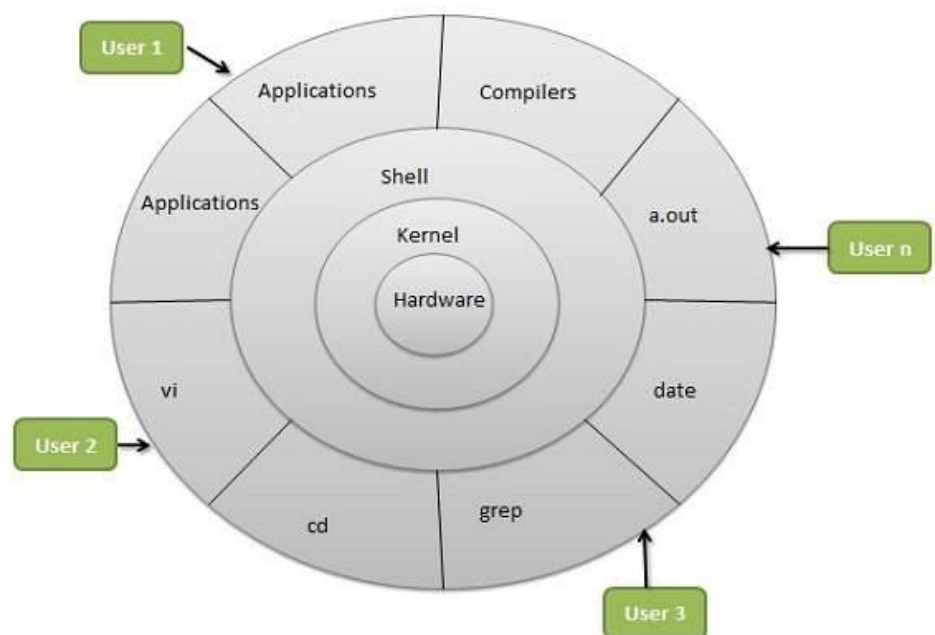 User 1
Applications
Compilers
Shell
Applications
a.out
Kernel
User n
Hardware
vi
date
User 2
grep
cd
User 3